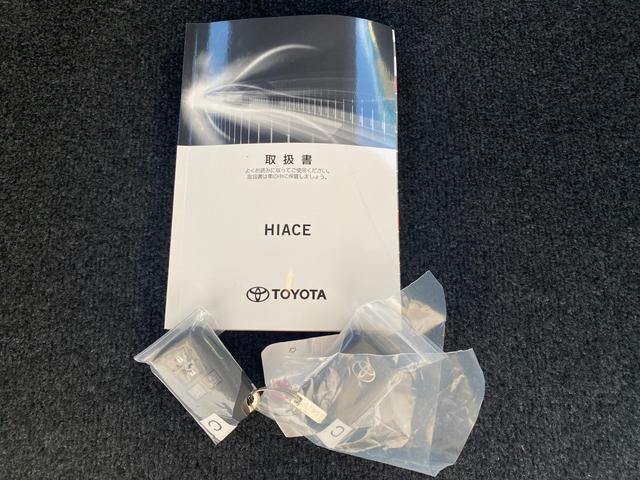 取扱書
よくお読みになってご使用ください。
取扱書は車の中に保管しましょう。
HIACE
TOYOTA
C
C